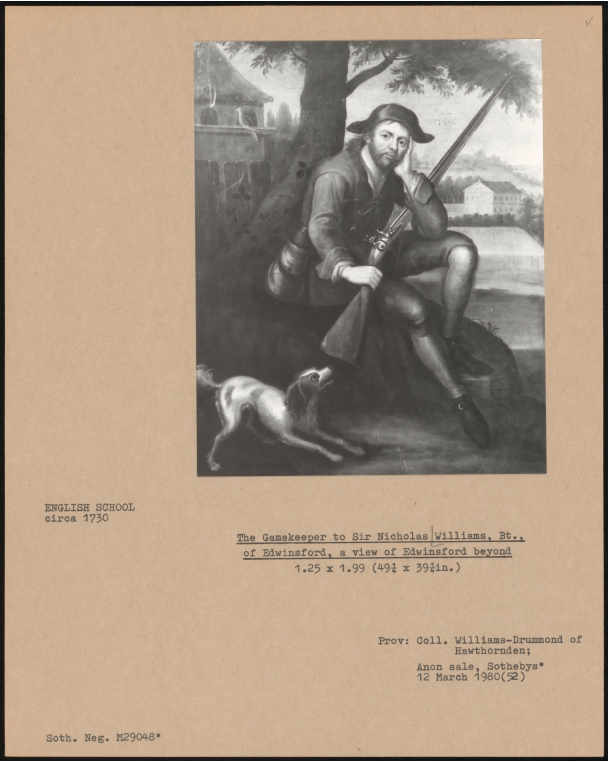 ENGLISH SCHOOL
circa 1730
The Gamekeeper to Sir Nicholas Williams, Bt.,
of Edwinsford, a view of Edwinsford beyond
1.25 x 1.99 (49¼ x 39¼in.)
Prov: Coll. Williams-Drummond of
Hawthornden;
Anon sale, Sothebys*
12 March 1980(52)
Soth. Neg. M29048*